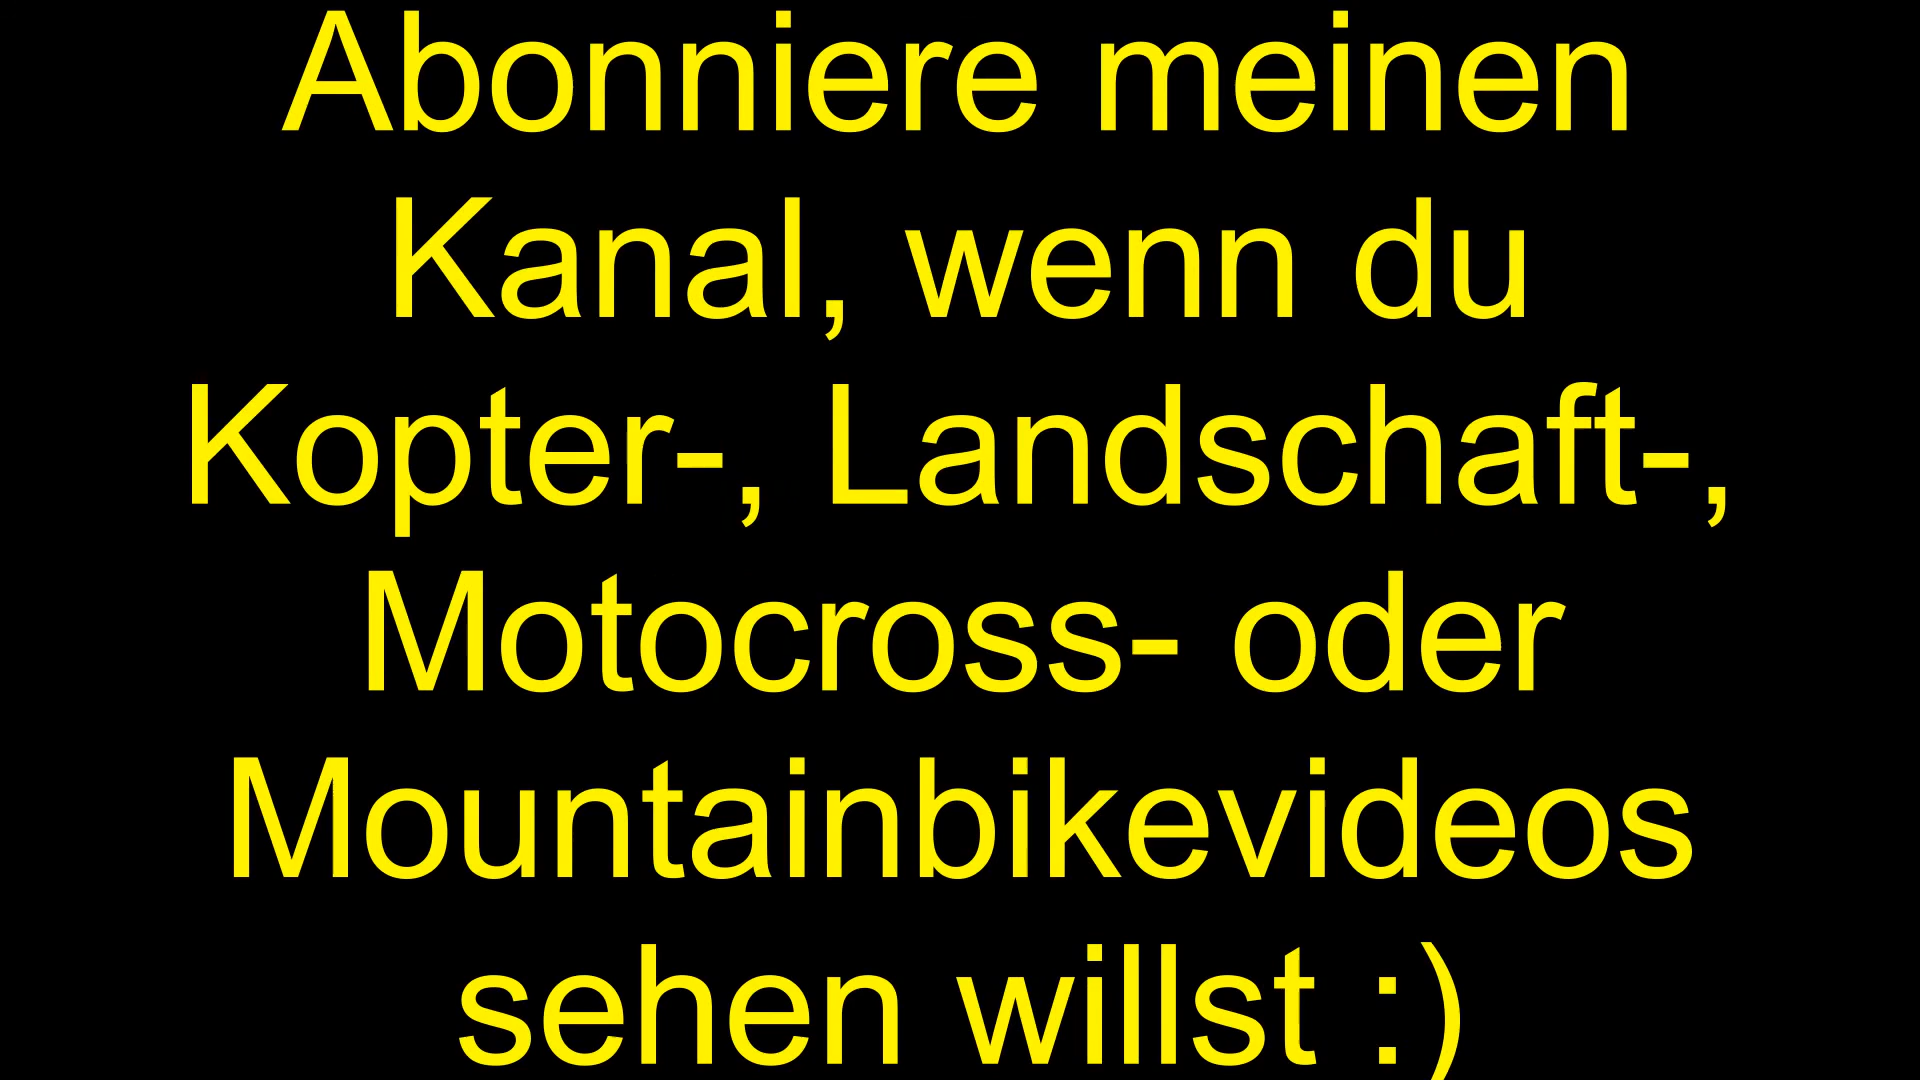 Abonniere meinen
Kanal, wenn du
Kopter-, Landschaft-,
Motocross- oder
Mountainbikevideos
sehen willst :)